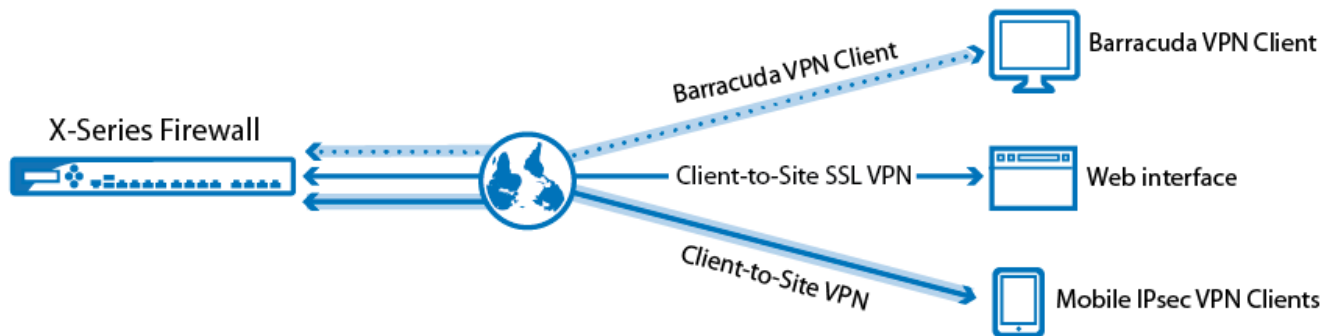 Barracuda VPN Client
Barracuda VPN Client
X-Series Firewall
Client-to-Site SSL VPN
Web interface
Client-to-Site VPN
Mobile IPsec VPN Clients